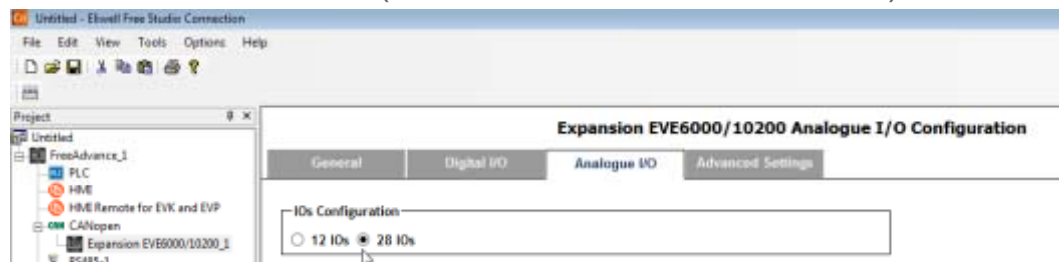 Untitled - Eliwell Free Studio Connection
File Edit View Tools Options Help
Project
Untitled
Expansion EVE6000/10200 Analogue I/O Configuration
FreeAdvance_1
General Digital I/O Analogue I/O Advanced Settings
PLC
HMI
HMI Remote for EVK and EVP
IOs Configuration
CANopen
12 IOs 28 IOs
Expansion EVE6000/10200_1
RS485-1